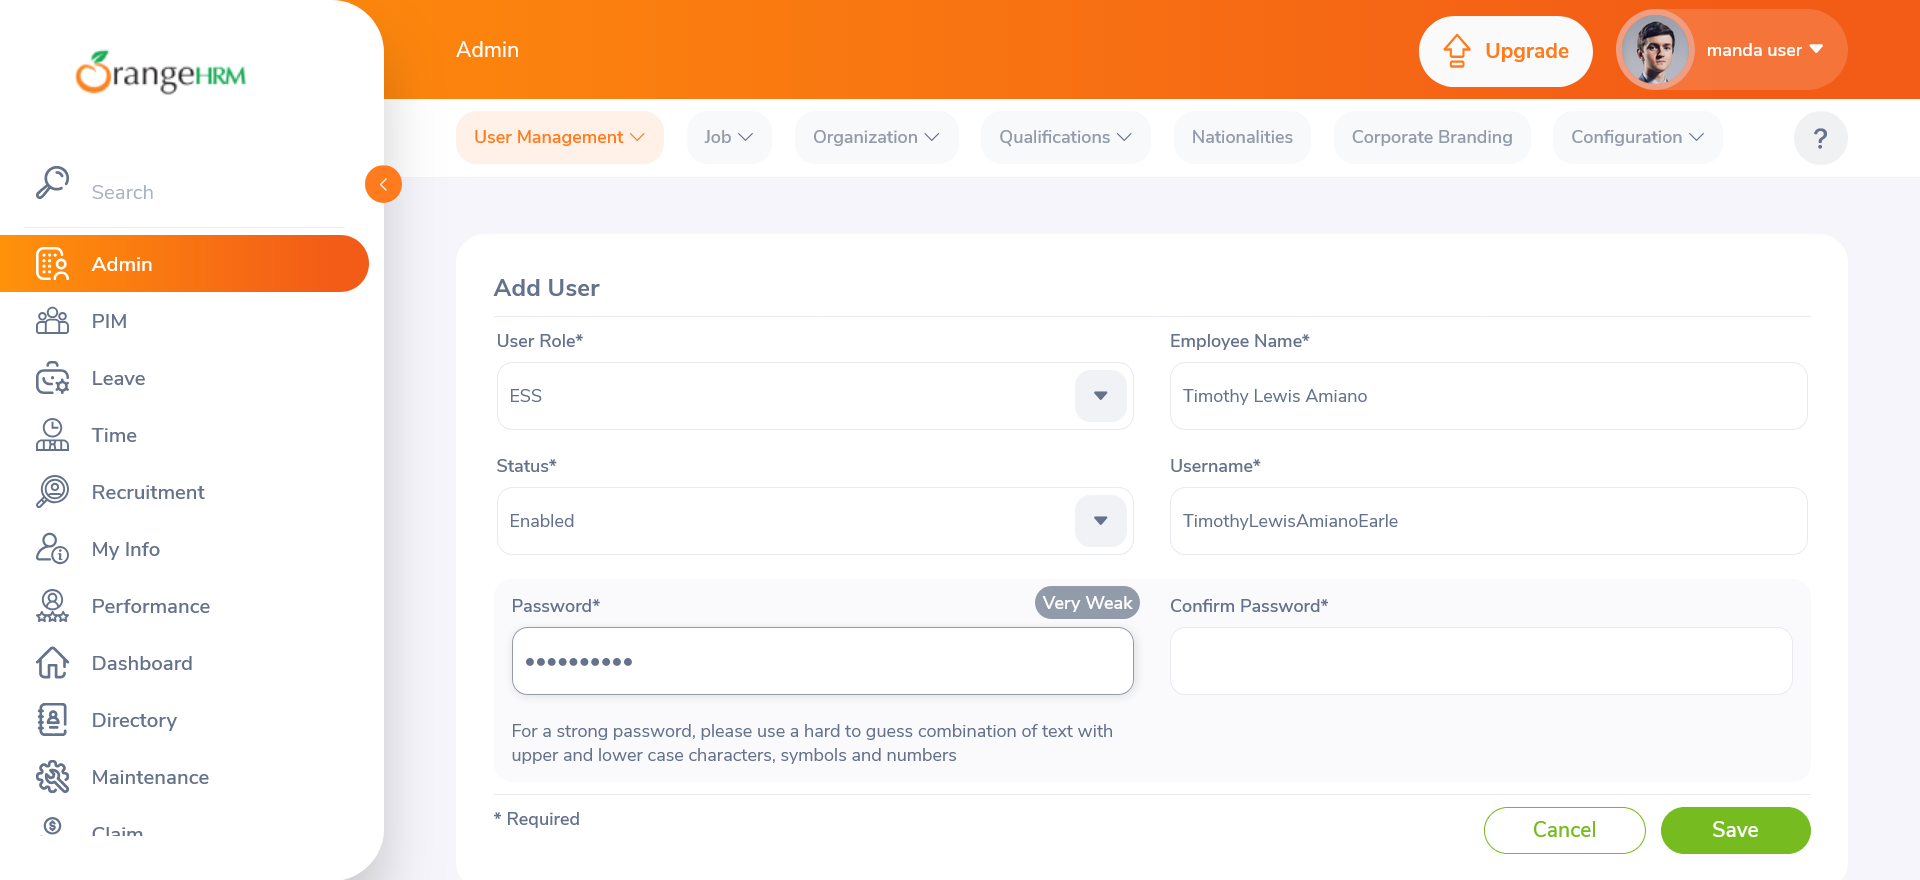 OrangeHRM
Admin
Upgrade
manda user
User Management
Job
Organization
Qualifications
Nationalities
Corporate Branding
Configuration
?
Search
Admin
PIM
Leave
Time
Recruitment
My Info
Performance
Dashboard
Directory
Maintenance
Claim
Add User
User Role*
ESS
Employee Name*
Timothy Lewis Amiano
Status*
Enabled
Username*
TimothyLewisAmianoEarle
Password*
Very Weak
••••••••••
Confirm Password*
For a strong password, please use a hard to guess combination of text with
upper and lower case characters, symbols and numbers
* Required
Cancel
Save